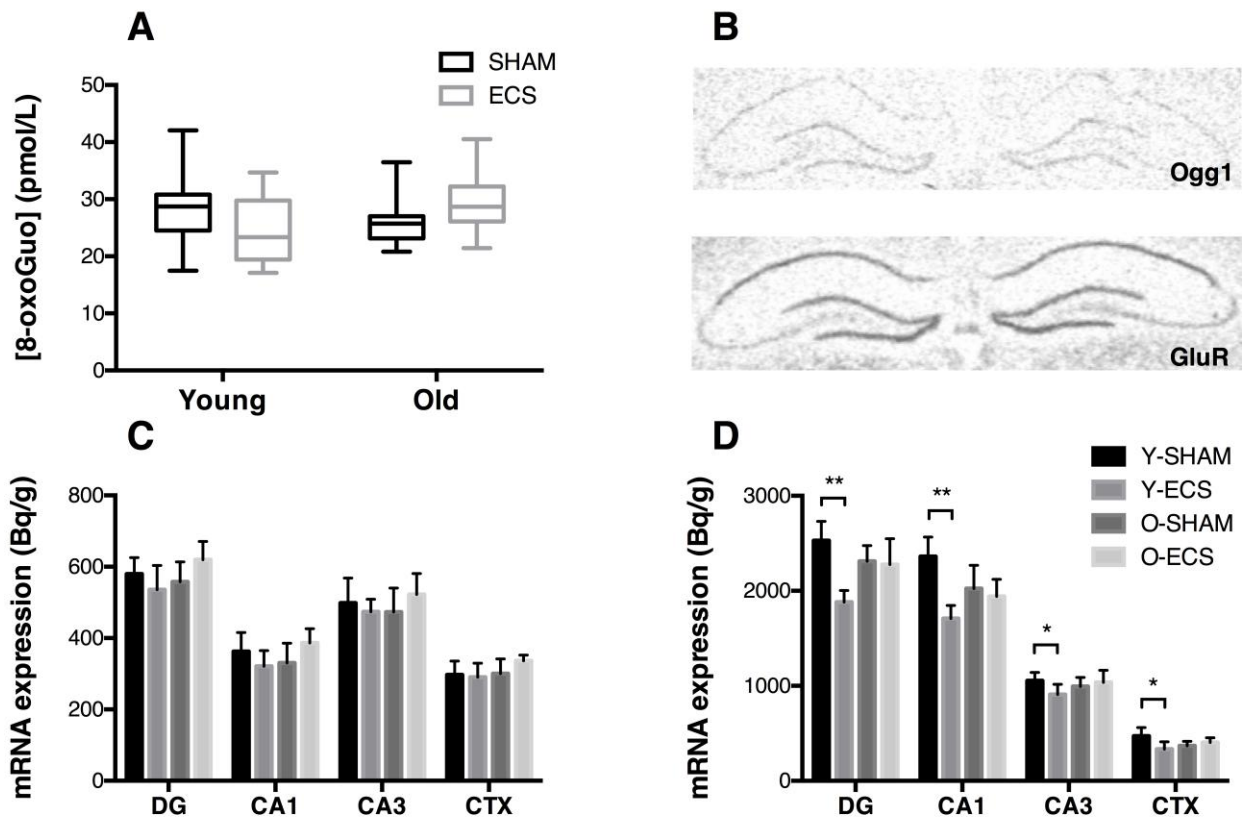 A
SHAM
ECS
[8-oxoGuo] (pmol/L)
50
40
30
20
10
0
Young Old
B
Ogg1
GluR
C
mRNA expression (Bq/g)
800
600
400
200
0
DG CA1 CA3 CTX
D
Y-SHAM
Y-ECS
O-SHAM
O-ECS
mRNA expression (Bq/g)
3000
2000
1000
0
** ** * *
DG CA1 CA3 CTX